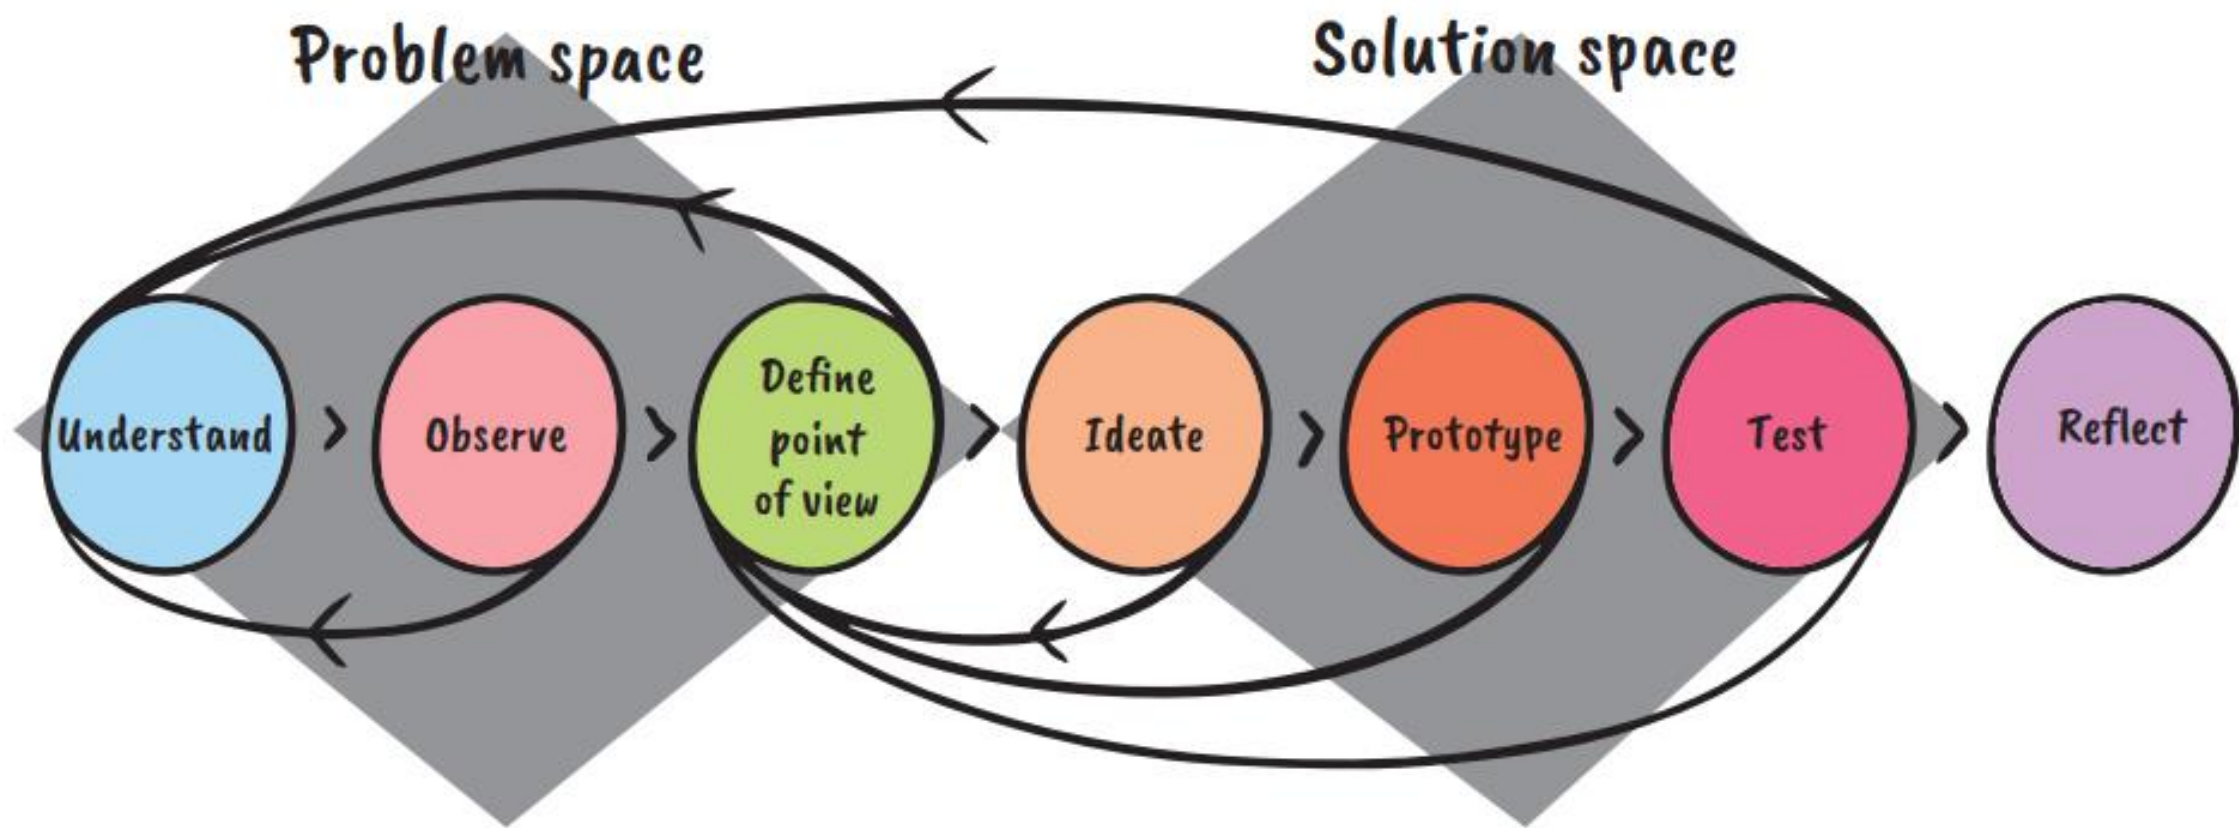 Problem space
Solution space
Understand
Observe
Define
point
of view
Ideate
Prototype
Test
Reflect